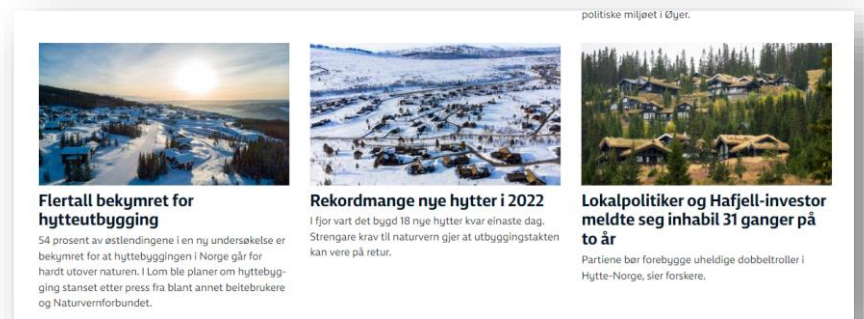 politiske miljøet i Øyer.
Flertall bekymret for
hytteutbygging
54 prosent av østlendingene i en ny undersøkelse er
bekymret for at hyttebyggingen i Norge går for
hardt utover naturen. I Lom ble planer om hyttebyg-
ging stanset etter press fra blant annet beitebrukere
og Naturvernforbundet.
Rekordmange nye hytter i 2022
I fjor vart det bygd 18 nye hytter kvar einaste dag.
Strengare krav til naturvern gjer at utbyggingstakten
kan vere på retur.
Lokalpolitiker og Hafjell-investor
meldte seg inhabil 31 ganger på
to år
Partiene bør forebygge uheldige dobbeltroller i
Hytte-Norge, sier forskere.